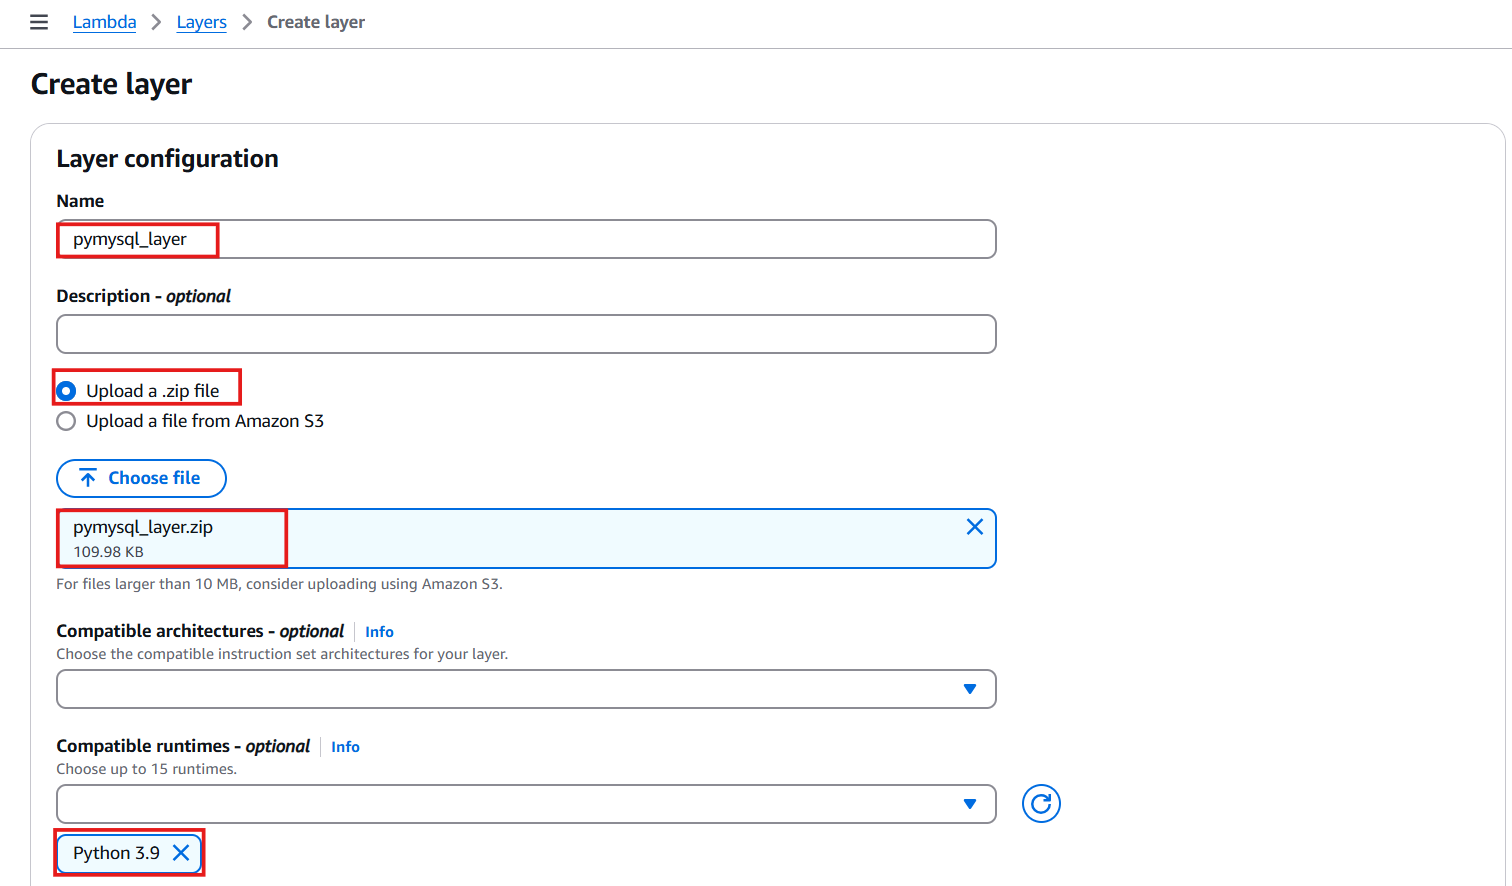 Lambda > Layers > Create layer
Create layer
Layer configuration
Name
pymysql_layer
Description - optional
Upload a .zip file
Upload a file from Amazon S3
Choose file
pymysql_layer.zip
109.98 KB
For files larger than 10 MB, consider uploading using Amazon S3.
Compatible architectures - optional | Info
Choose the compatible instruction set architectures for your layer.
Compatible runtimes - optional | Info
Choose up to 15 runtimes.
Python 3.9